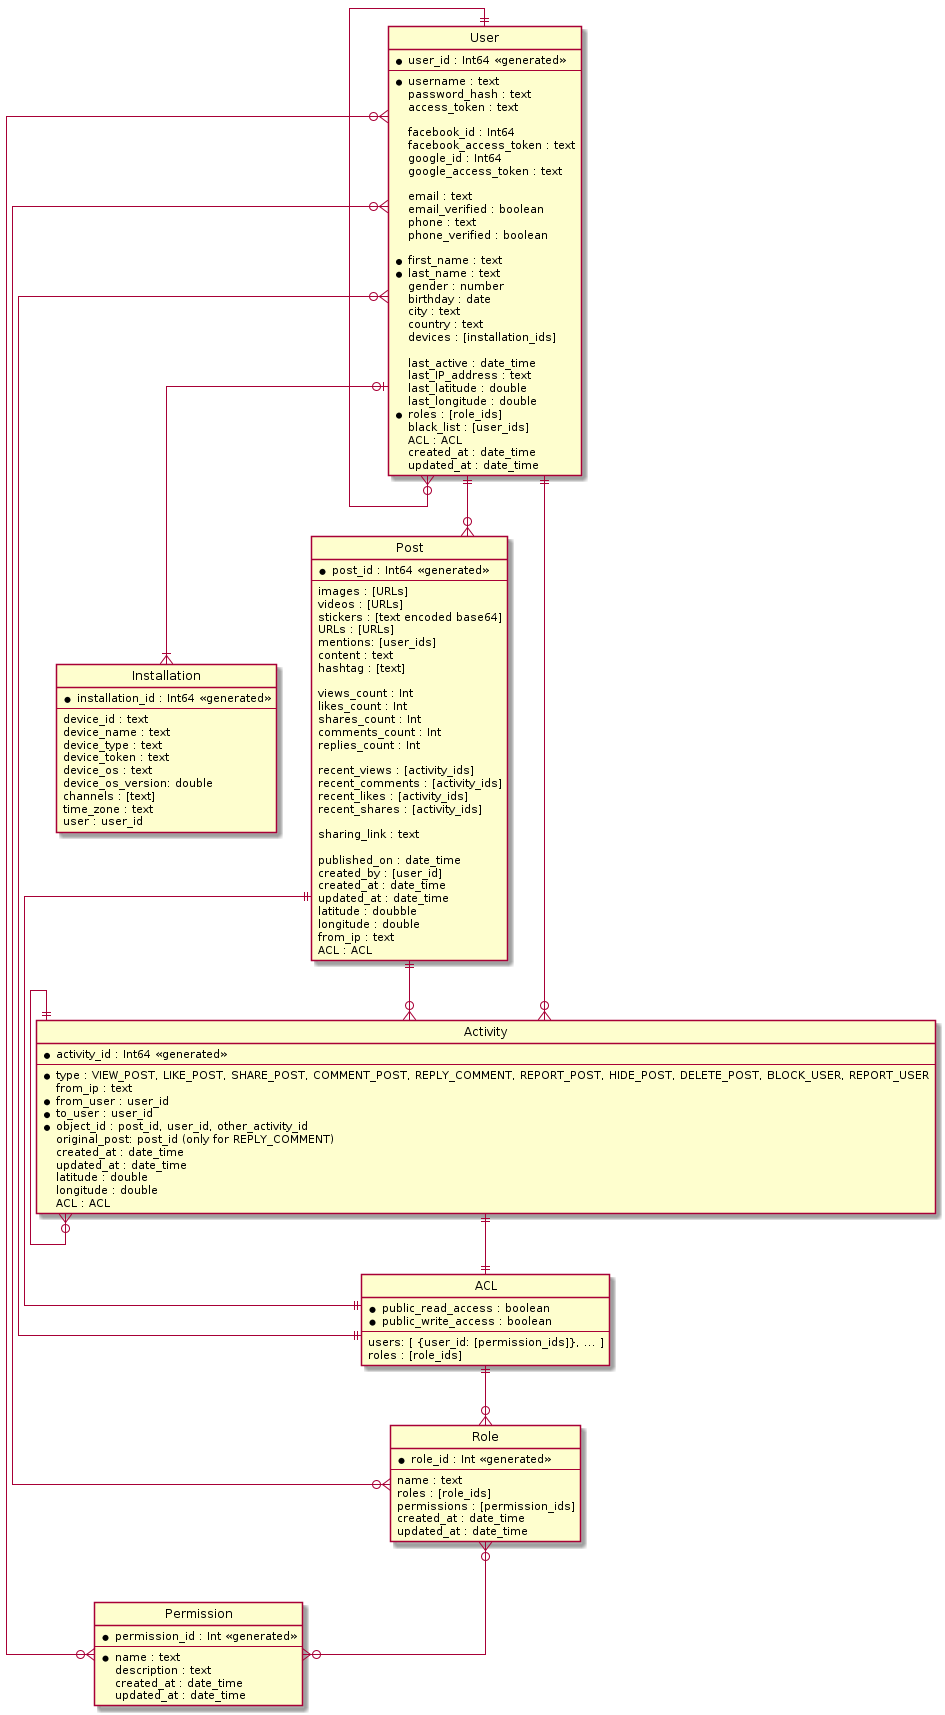 User
user_id : Int64 «generated»
username : text
password_hash : text
access_token : text
facebook_id : Int64
facebook_access_token : text
google_id : Int64
google_access_token : text
email : text
email_verified : boolean
phone : text
phone_verified : boolean
first_name : text
last_name : text
gender : number
birthday : date
city : text
country : text
devices : [installation_ids]
last_active : date_time
last_IP_address : text
last_latitude : double
last_longitude : double
roles : [role_ids]
black_list : [user_ids]
ACL : ACL
created_at : date_time
updated_at : date_time
Post
post_id : Int64 «generated»
images : [URLs]
videos : [URLs]
stickers : [text encoded base64]
URLs : [URLs]
mentions: [user_ids]
content : text
hashtag : [text]
views_count : Int
likes_count : Int
shares_count : Int
comments_count : Int
replies_count : Int
recent_views : [activity_ids]
recent_comments : [activity_ids]
recent_likes : [activity_ids]
recent_shares : [activity_ids]
sharing_link : text
published_on : date_time
created_by : [user_id]
created_at : date_time
updated_at : date_time
latitude : doubble
longitude : double
from_ip : text
ACL : ACL
Installation
installation_id : Int64 «generated»
device_id : text
device_name : text
device_type : text
device_token : text
device_os : text
device_os_version: double
channels : [text]
time_zone : text
user : user_id
Activity
activity_id : Int64 «generated»
type : VIEW_POST, LIKE_POST, SHARE_POST, COMMENT_POST, REPLY_COMMENT, REPORT_POST, HIDE_POST, DELETE_POST, BLOCK_USER, REPORT_USER
from_ip : text
from_user : user_id
to_user : user_id
object_id : post_id, user_id, other_activity_id
original_post: post_id (only for REPLY_COMMENT)
created_at : date_time
updated_at : date_time
latitude : double
longitude : double
ACL : ACL
ACL
public_read_access : boolean
public_write_access : boolean
users: [ {user_id: [permission_ids]}, ... ]
roles : [role_ids]
Role
role_id : Int «generated»
name : text
roles : [role_ids]
permissions : [permission_ids]
created_at : date_time
updated_at : date_time
Permission
permission_id : Int «generated»
name : text
description : text
created_at : date_time
updated_at : date_time